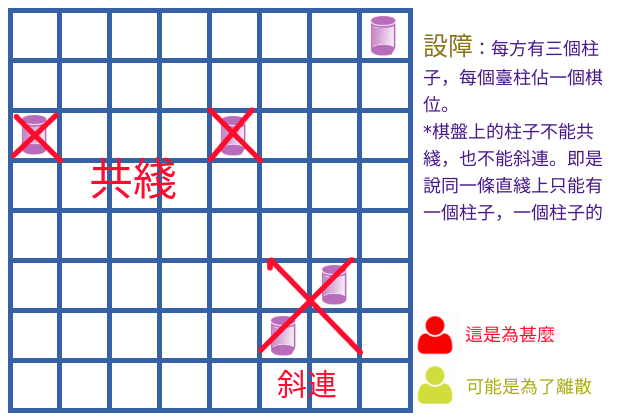 設障：每方有三個柱
子，每個臺柱佔一個棋
位。
*棋盤上的柱子不能共
綫，也不能斜連。即是
說同一條直綫上只能有
一個柱子，一個柱子的
共綫
斜連
這是為甚麼
可能是為了離散